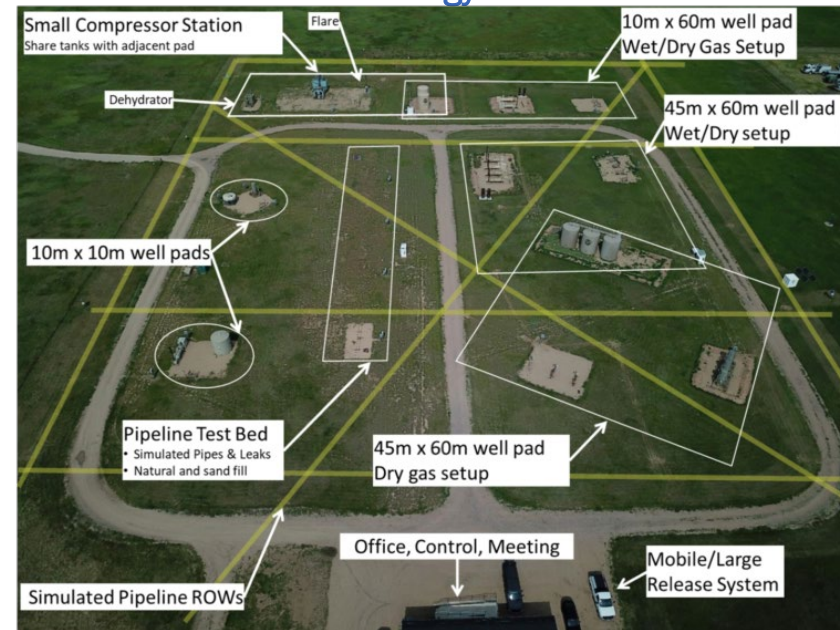 gy
Small Compressor Station
Share tanks with adjacent pad
Flare
10m x 60m well pad
Wet/Dry Gas Setup
Dehydrator
45m x 60m well pad
Wet/Dry setup
10m x 10m well pads
Pipeline Test Bed
• Simulated Pipes & Leaks
• Natural and sand fill
45m x 60m well pad
Dry gas setup
Office, Control, Meeting
Mobile/Large
Release System
Simulated Pipeline ROWs